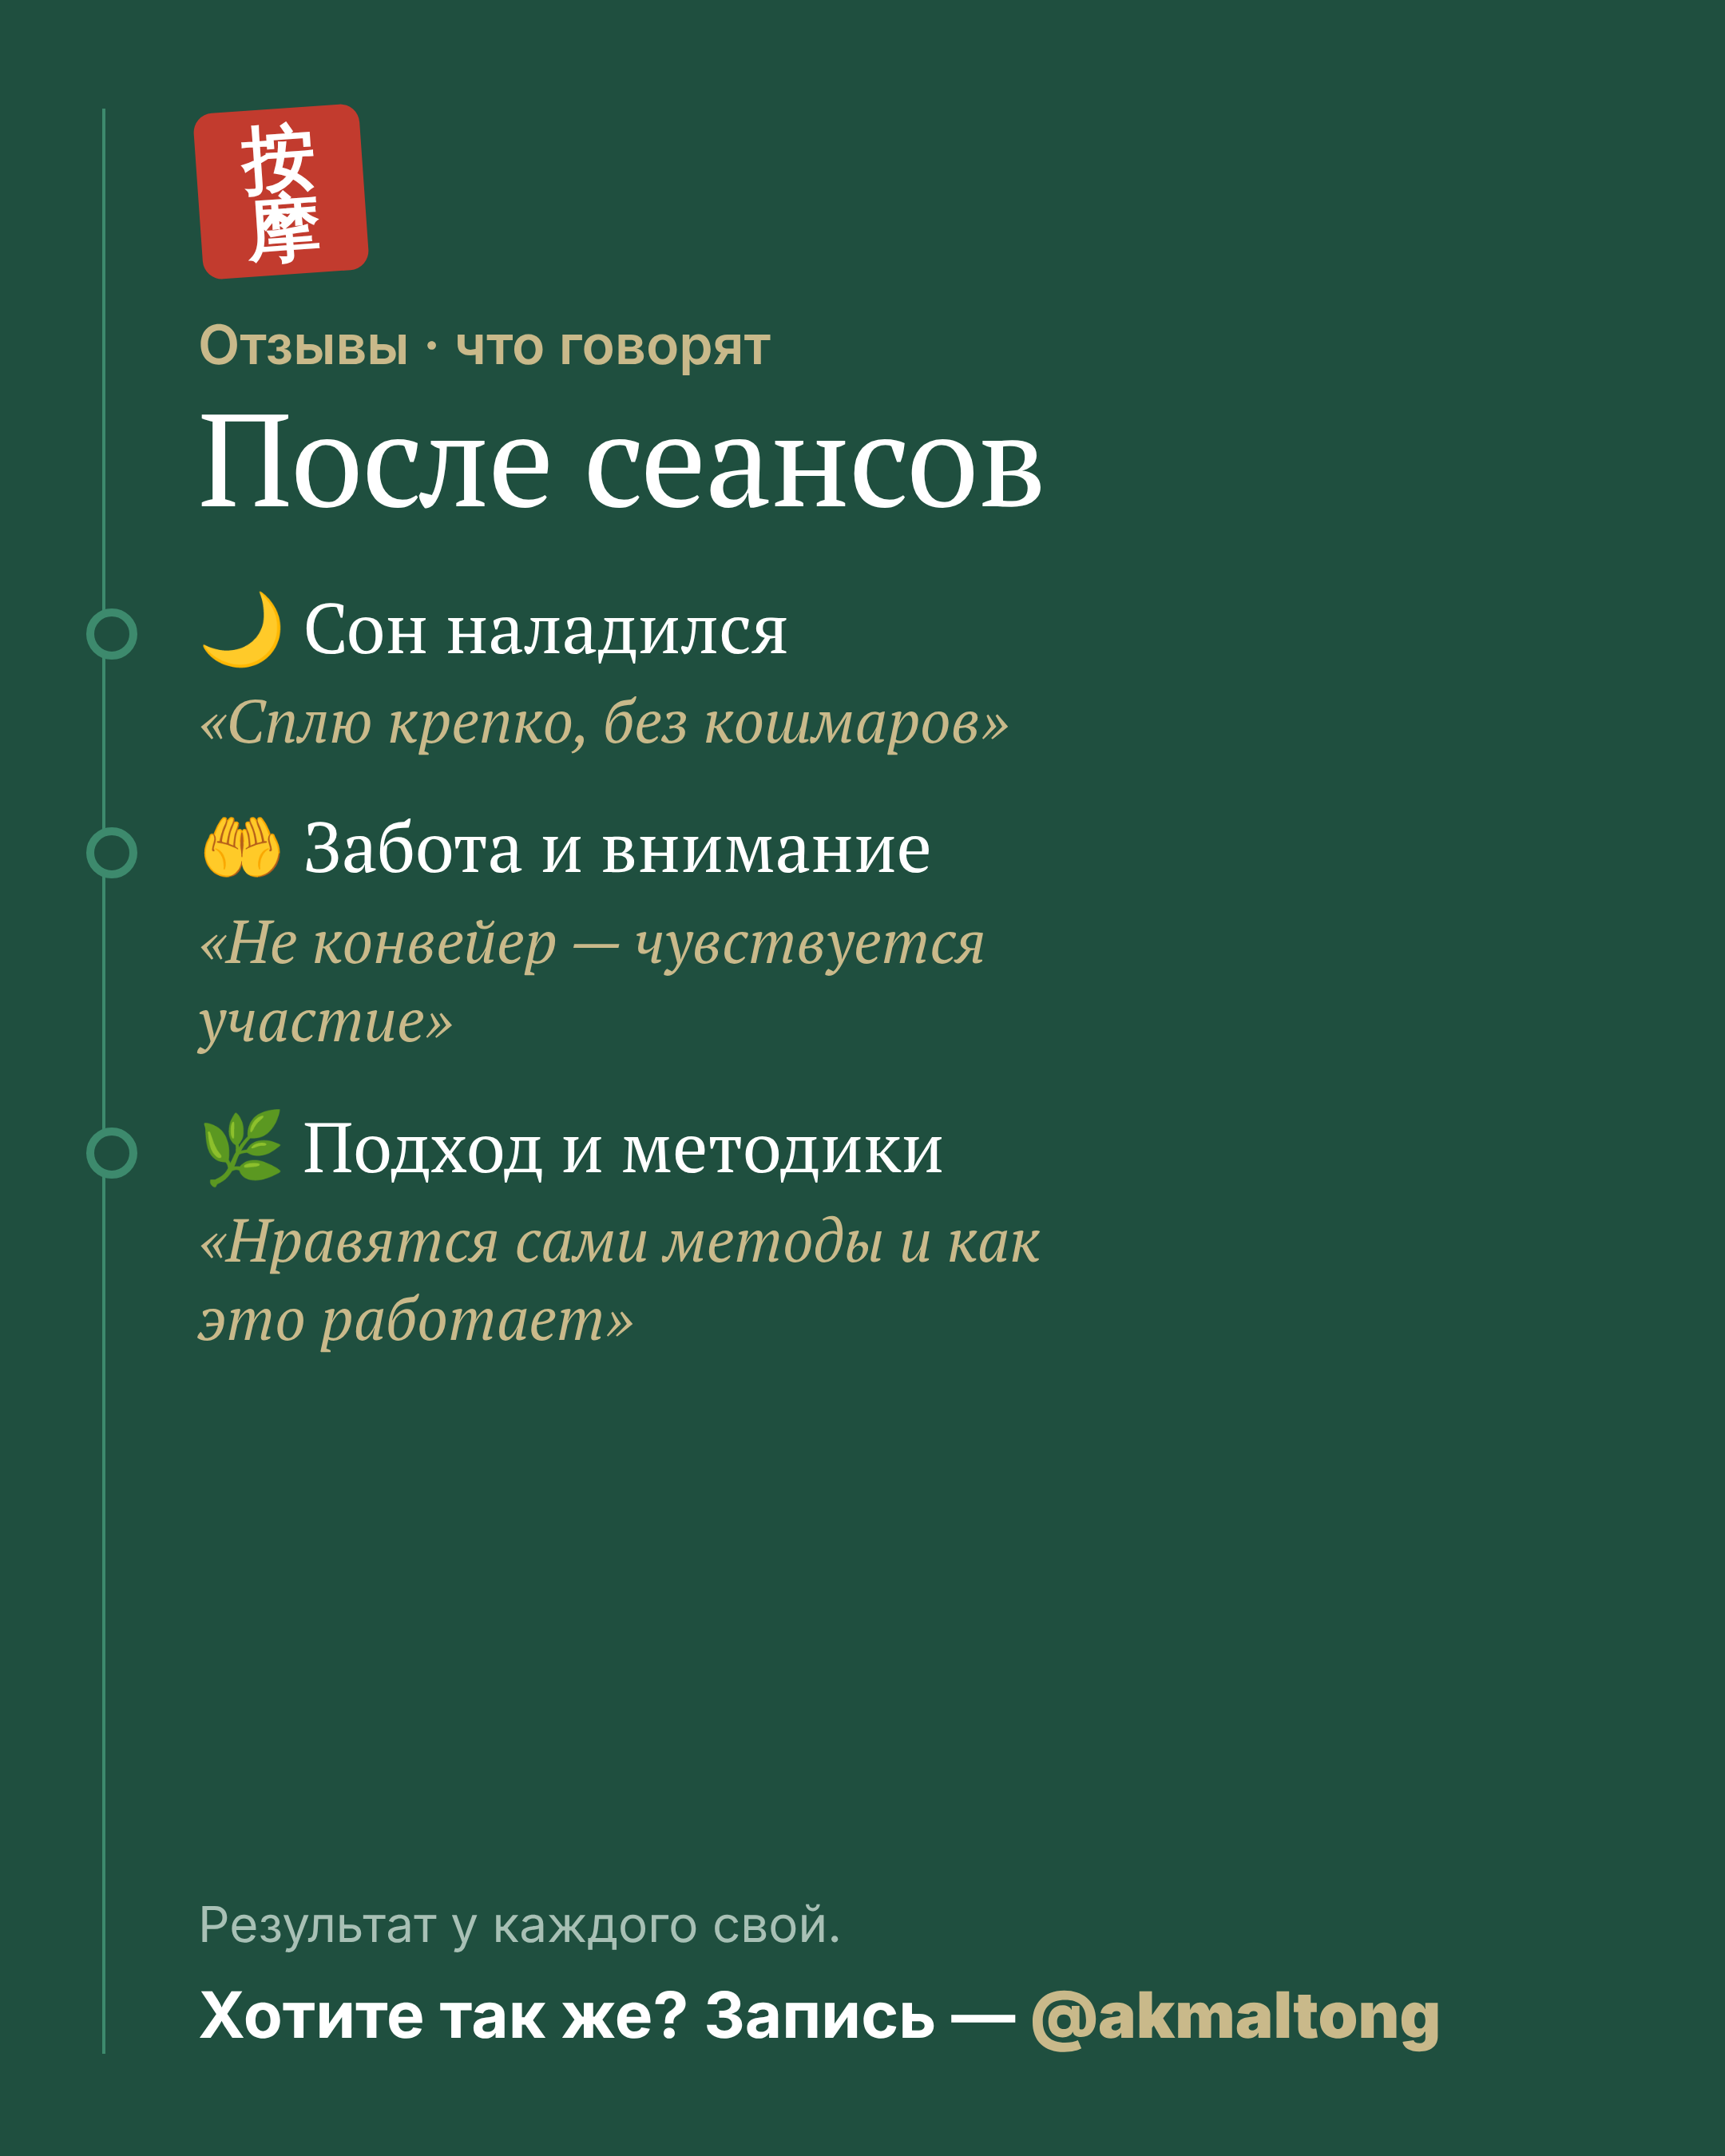 按
摩
Отзывы · что говорят
После сеансов
🌙 Сон наладился
«Сплю крепко, без кошмаров»
🤲 Забота и внимание
«Не конвейер — чувствуется
участие»
🌿 Подход и методики
«Нравятся сами методы и как
это работает»
Результат у каждого свой.
Хотите так же? Запись — @akmaltong